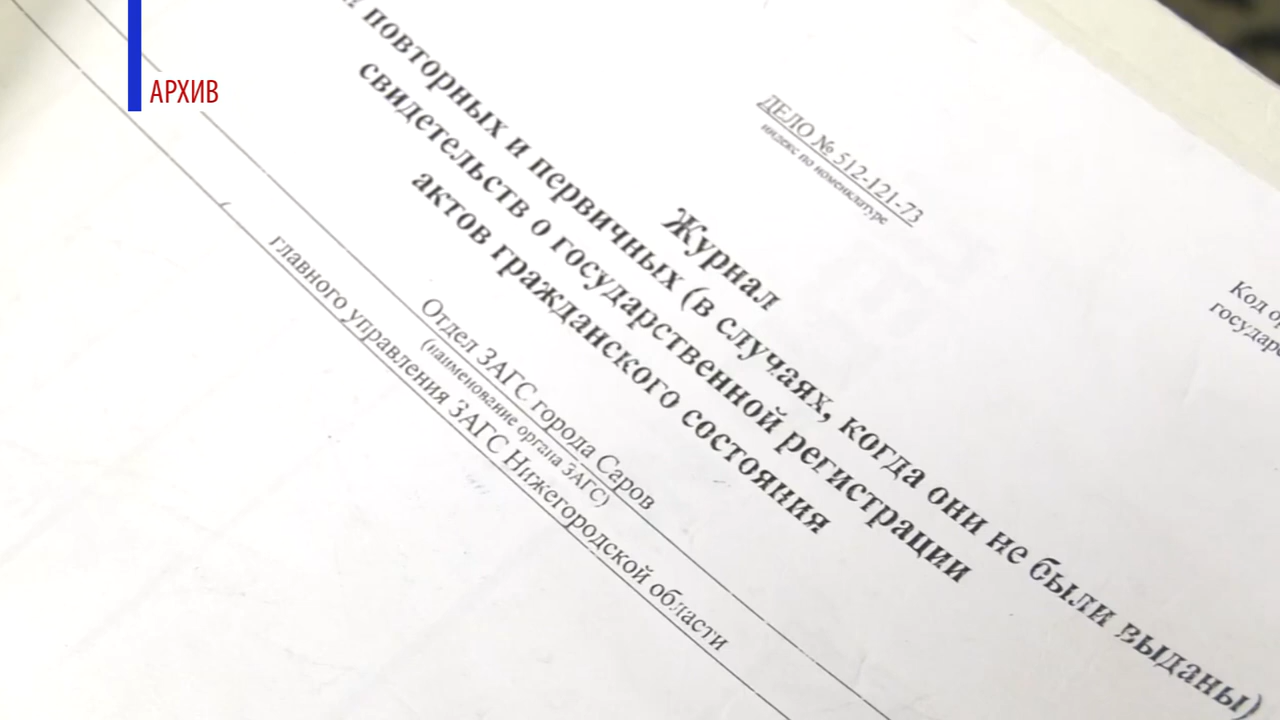 АРХИВ
ДЕЛО № 512-121-73
индекс по номенклатуре
Код
государ
Журнал
повторных и первичных (в случаях, когда они не были выданы)
свидетельств о государственной регистрации
актов гражданского состояния
Отдел ЗАГС города Саров
(наименование органа ЗАГС)
главного управления ЗАГС Нижегородской области